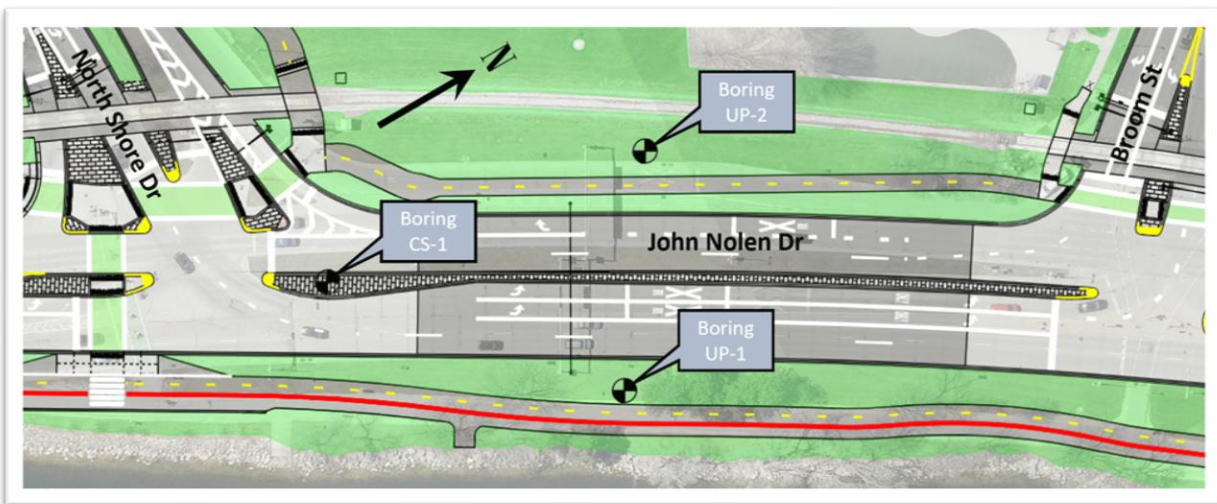 North Shore Dr
N
Boring
UP-2
Broom St
Boring
CS-1
John Nolen Dr
Boring
UP-1